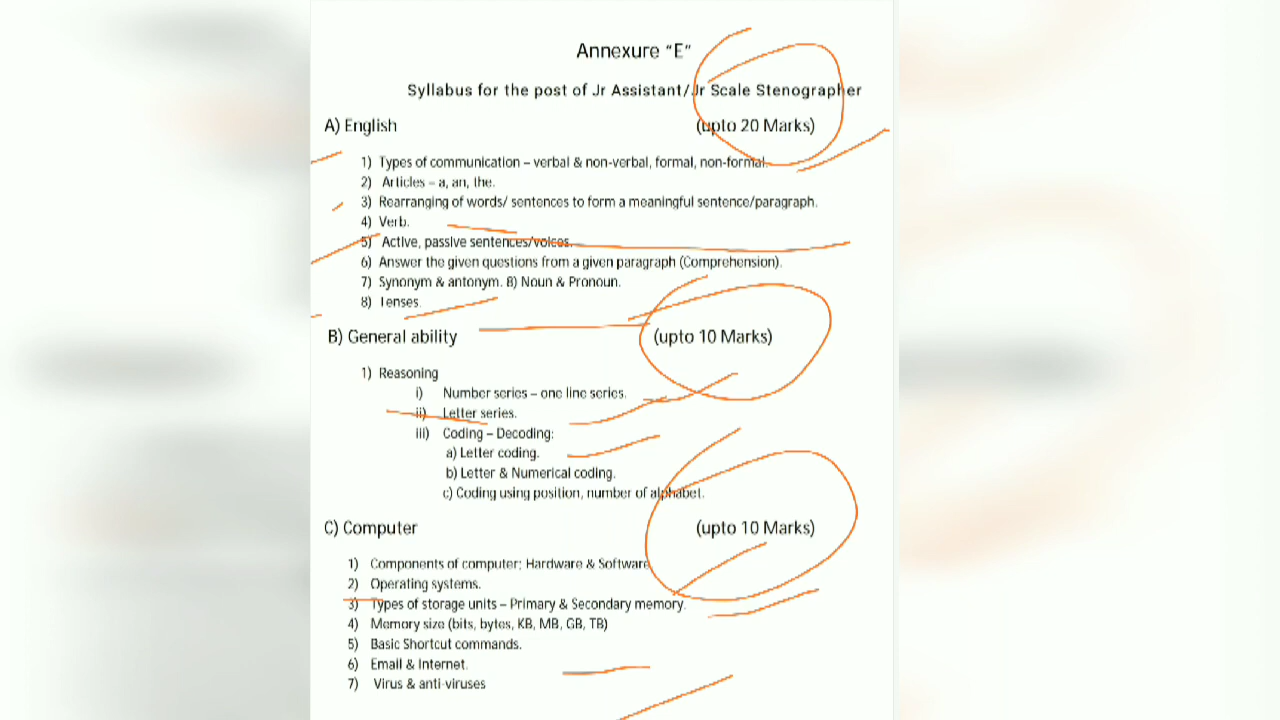 Annexure "E"
Syllabus for the post of Jr Assistant/Jr Scale Stenographer
A) English (upto 20 Marks)
1) Types of communication – verbal & non-verbal, formal, non-formal.
2) Articles – a, an, the.
3) Rearranging of words/ sentences to form a meaningful sentence/paragraph.
4) Verb.
5) Active, passive sentences/voices.
6) Answer the given questions from a given paragraph (Comprehension).
7) Synonym & antonym. 8) Noun & Pronoun.
8) Tenses.
B) General ability (upto 10 Marks)
1) Reasoning
i) Number series – one line series.
ii) Letter series.
iii) Coding – Decoding:
a) Letter coding.
b) Letter & Numerical coding.
c) Coding using position, number of alphabet.
C) Computer (upto 10 Marks)
1) Components of computer: Hardware & Software
2) Operating systems.
3) Types of storage units – Primary & Secondary memory.
4) Memory size (bits, bytes, KB, MB, GB, TB)
5) Basic Shortcut commands.
6) Email & Internet.
7) Virus & anti-viruses